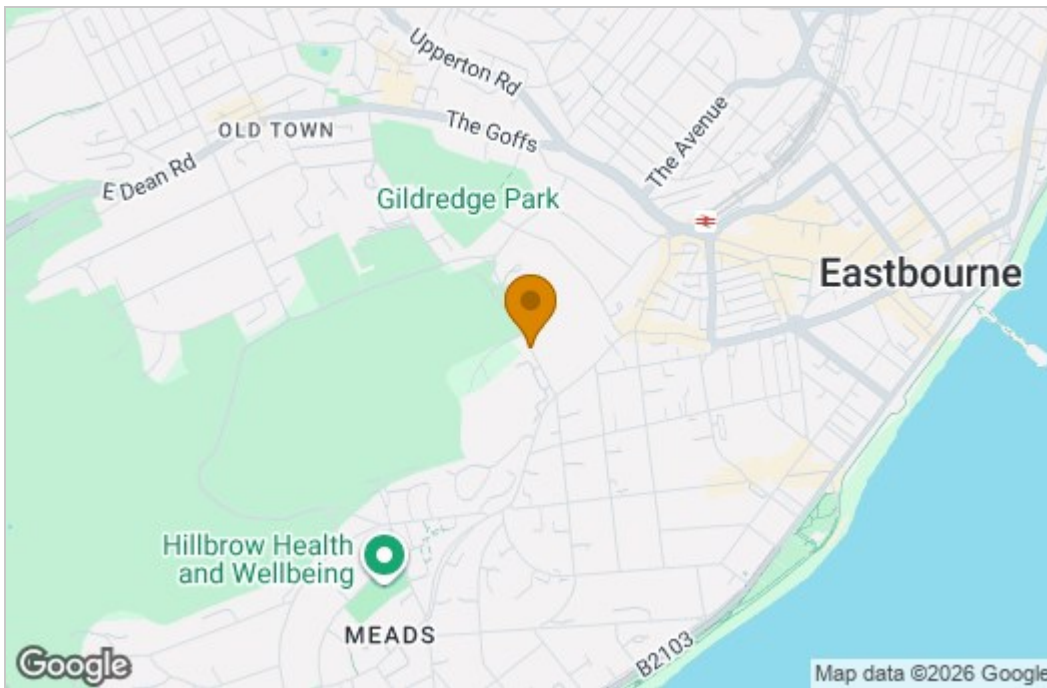 Upperton Rd
OLD TOWN
The Goffs
The Avenue
E Dean Rd
Gildredge Park
Eastbourne
Hillbrow Health
and Wellbeing
MEADS
B2103
Google
Map data ©2026 Google